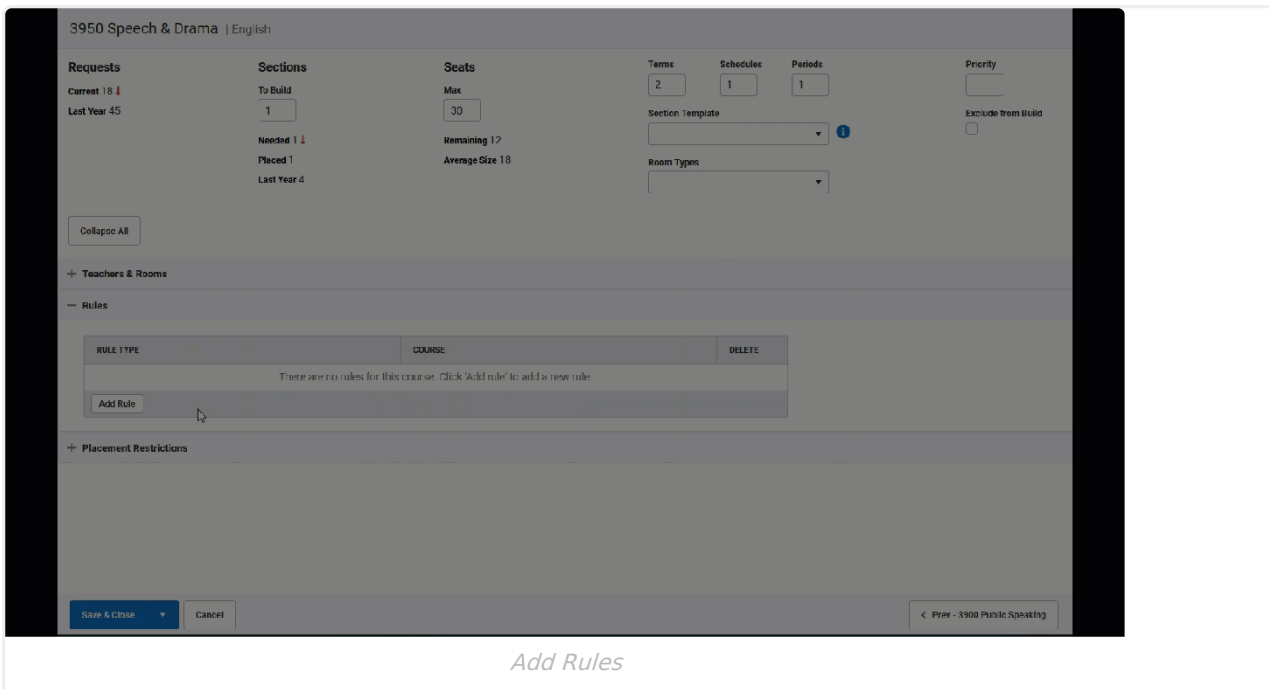 3950 Speech & Drama | English
Requests
Current 18
Last Year 45
Sections
To Build
1
Needed 1
Placed 1
Last Year 4
Seats
Max
30
Remaining 12
Average Size 18
Terms Schedules Periods
2 1 1
Section Template
Room Types
Priority
Exclude from Build
Collapse All
Teachers & Rooms
Rules
RULE TYPE COURSE DELETE
There are no rules for this course. Click 'Add rule' to add a new rule.
Add Rule
Placement Restrictions
Save & Close Cancel < Prev - 3900 Public Speaking
Add Rules